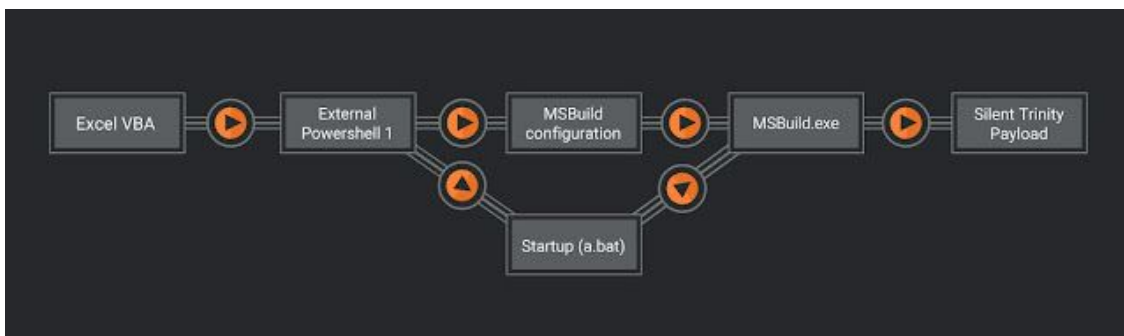 Excel VBA
External
Powershell 1
MSBuild
configuration
MSBuild.exe
Silent Trinity
Payload
Startup (a.bat)